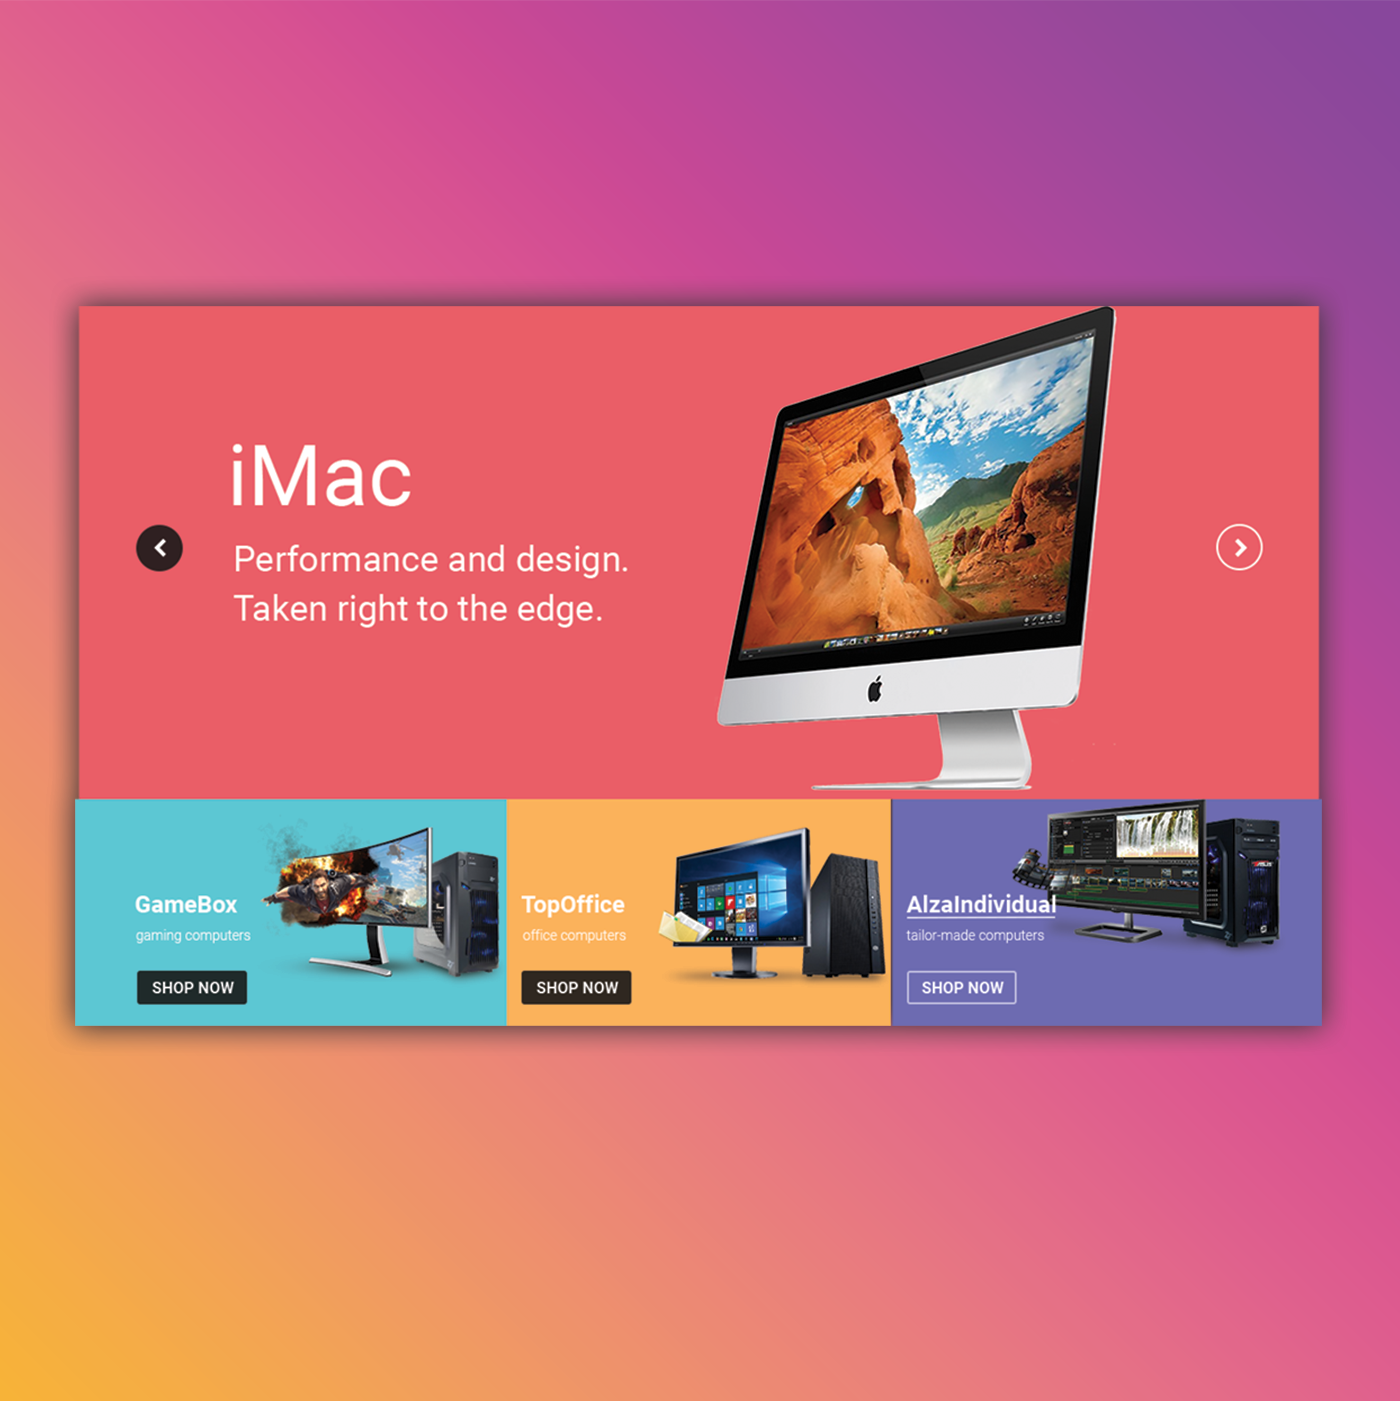 iMac
Performance and design.
Taken right to the edge.
GameBox
gaming computers
SHOP NOW
TopOffice
office computers
SHOP NOW
AlzaIndividual
tailor-made computers
SHOP NOW